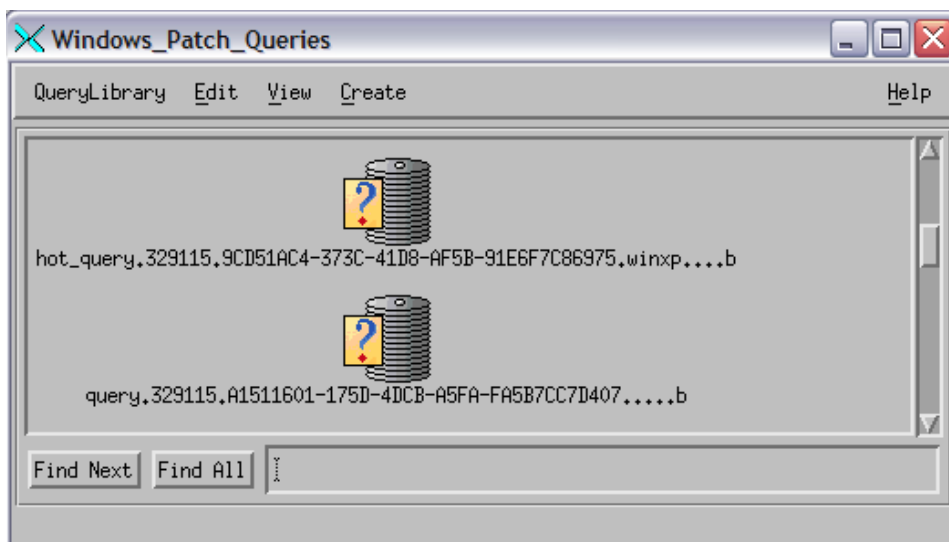 Windows_Patch_Queries
QueryLibrary Edit View Create Help
hot_query.329115.9CD51AC4-373C-41D8-AF5B-91E6F7C86975.winxp....b
query.329115.A1511601-175D-4DCB-A5FA-FA5B7CC7D407.....b
Find Next Find All